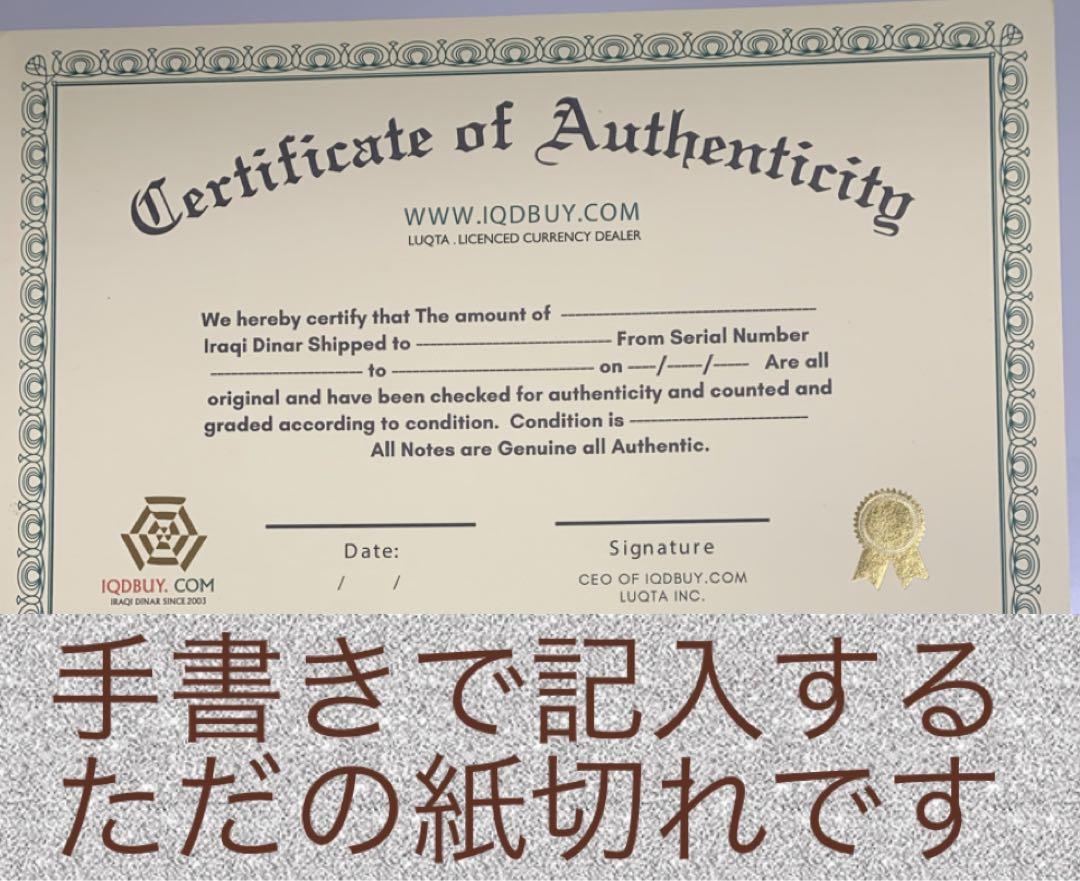 Certificate of Authenticity
WWW.IQDBUY.COM
LUQTA . LICENCED CURRENCY DEALER
We hereby certify that The amount of
Iraqi Dinar Shipped to From Serial Number
to on / / Are all
original and have been checked for authenticity and counted and
graded according to condition. Condition is
All Notes are Genuine all Authentic.
Date:
/ /
Signature
CEO OF IQDBUY.COM
LUQTA INC.
IQDBUY. COM
IRAQI DINAR SINCE 2003
手書きで記入する
ただの紙切れです